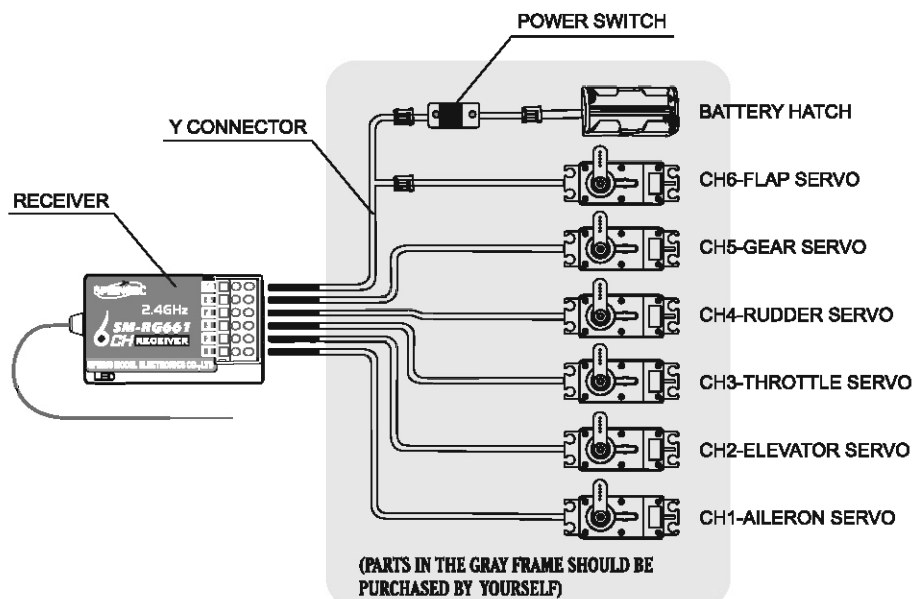 POWER SWITCH
BATTERY HATCH
Y CONNECTOR
CH6-FLAP SERVO
RECEIVER
CH5-GEAR SERVO
2.4GHz
SM-RG661
6CH RECEIVER
CH4-RUDDER SERVO
LED
CH3-THROTTLE SERVO
CH2-ELEVATOR SERVO
CH1-AILERON SERVO
(PARTS IN THE GRAY FRAME SHOULD BE
PURCHASED BY YOURSELF)